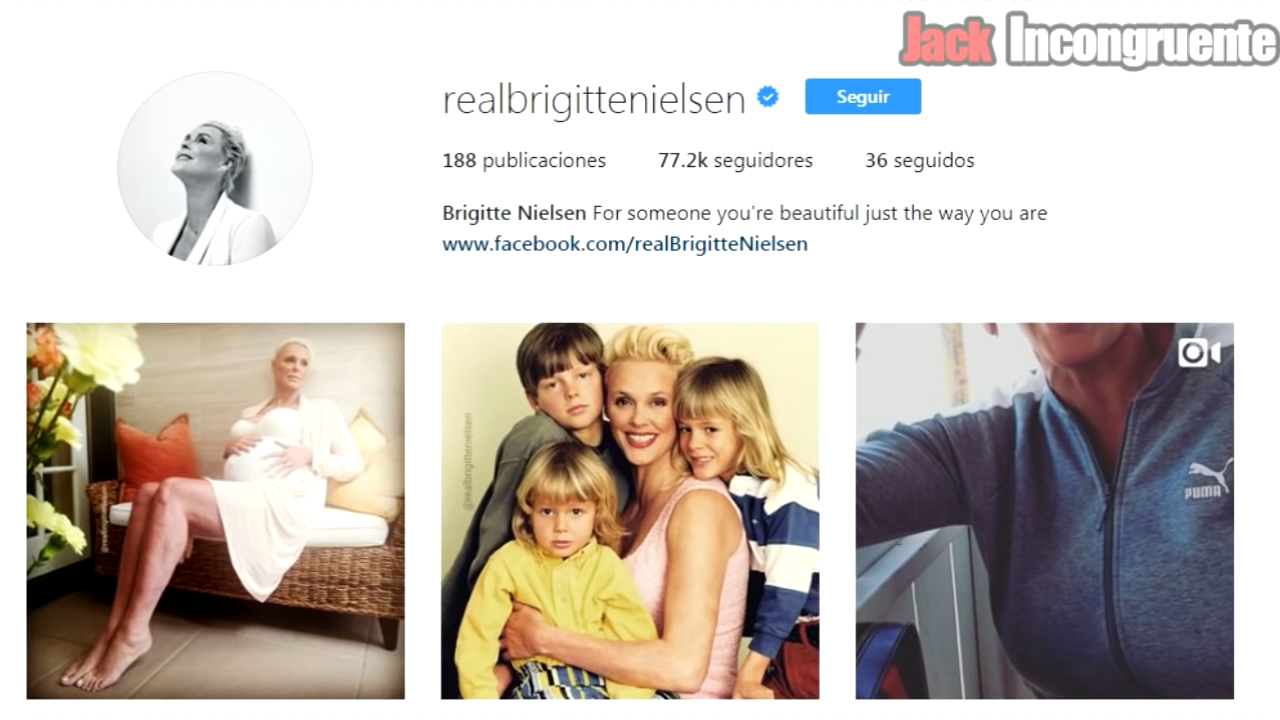 Jack Incongruente
realbrigittenielsen
Seguir
188 publicaciones 77.2k seguidores 36 seguidos
Brigitte Nielsen For someone you're beautiful just the way you are
www.facebook.com/realBrigitteNielsen
@realbrigittenielsen
PUMA